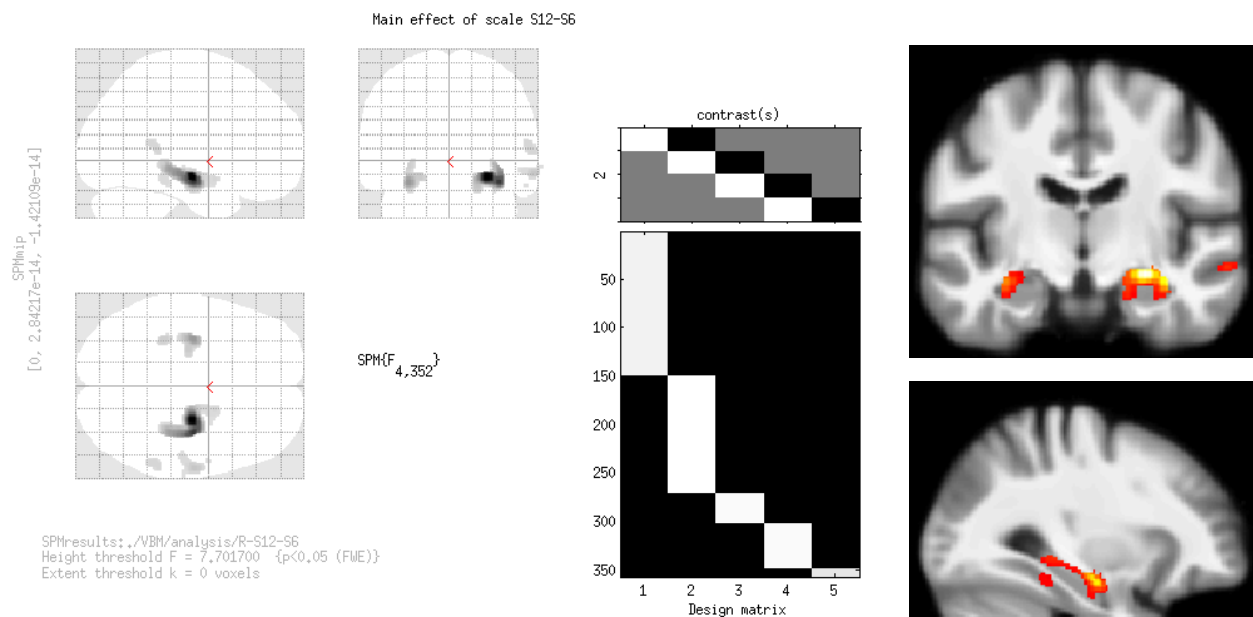 Main effect of scale S12-S6
SPMmip
[0, 2.84217e-14, -1.42109e-14]
SPM{F4,352}
SPMresults:./VBM/analysis/R-S12-S6
Height threshold F = 7.701700 {p<0.05 (FWE)}
Extent threshold k = 0 voxels
contrast(s)
2
50
100
150
200
250
300
350
1 2 3 4 5
Design matrix